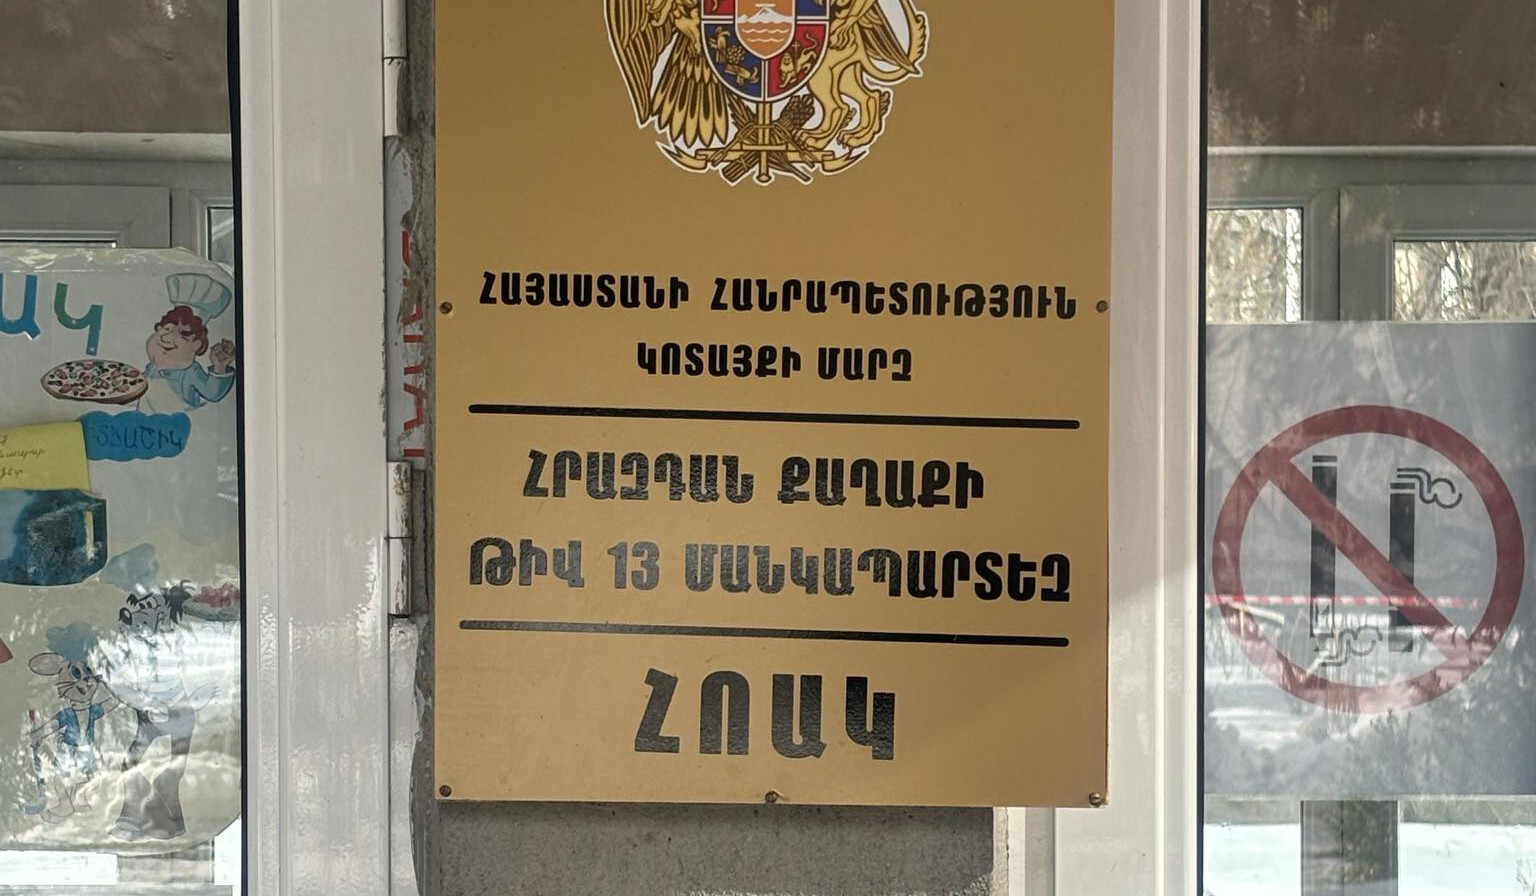 ՀԱՅԱՍՏԱՆԻ ՀԱՆՐԱՊԵՏՈՒԹՅՈՒՆ
ԿՈՏԱՅՔԻ ՄԱՐԶ
ՀՐԱԶԴԱՆ ՔԱՂԱՔԻ
ԹԻՎ 13 ՄԱՆԿԱՊԱՐՏԵԶ
ՀՈԱԿ